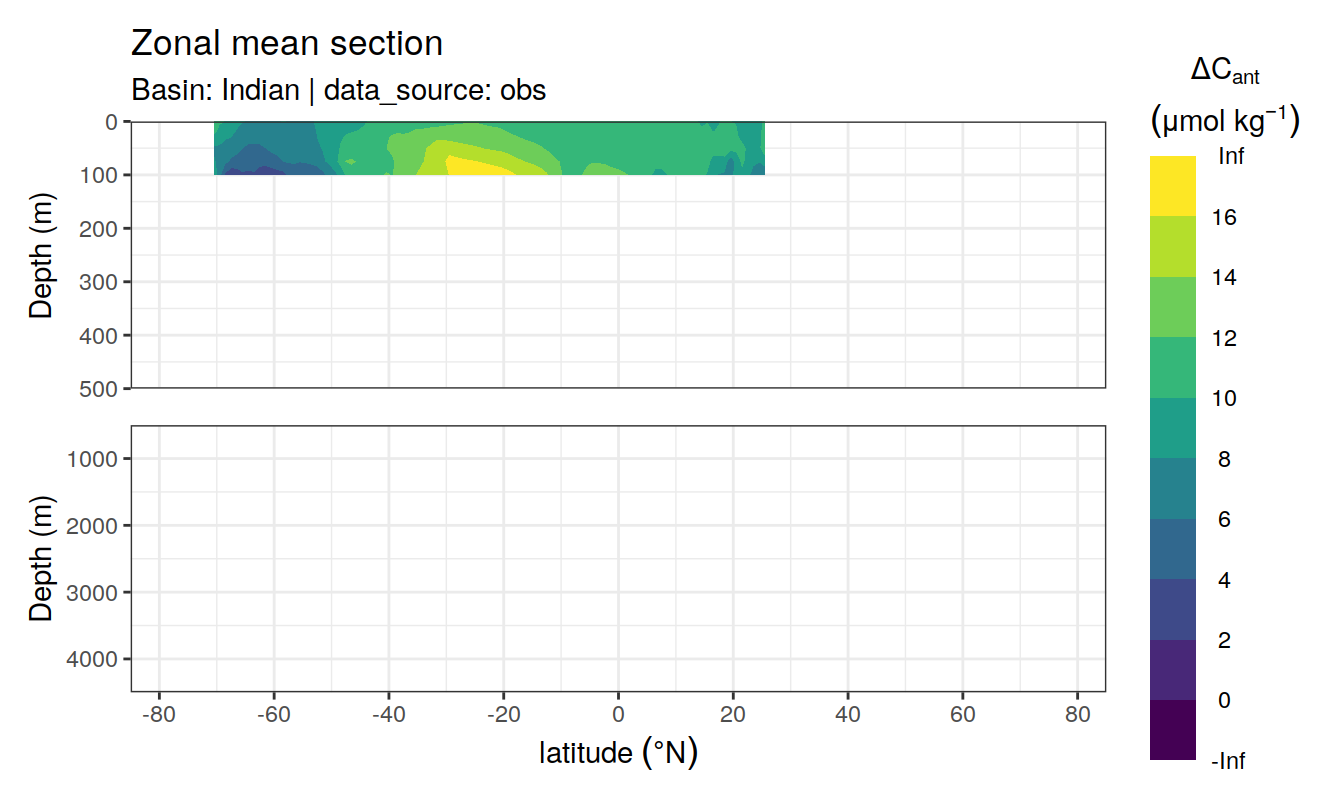 Zonal mean section
Basin: Indian | data_source: obs
Depth (m)
0
100
200
300
400
500
Depth (m)
1000
2000
3000
4000
-80 -60 -40 -20 0 20 40 60 80
latitude (°N)
ΔCant
(μmol kg⁻¹)
Inf
16
14
12
10
8
6
4
2
0
-Inf